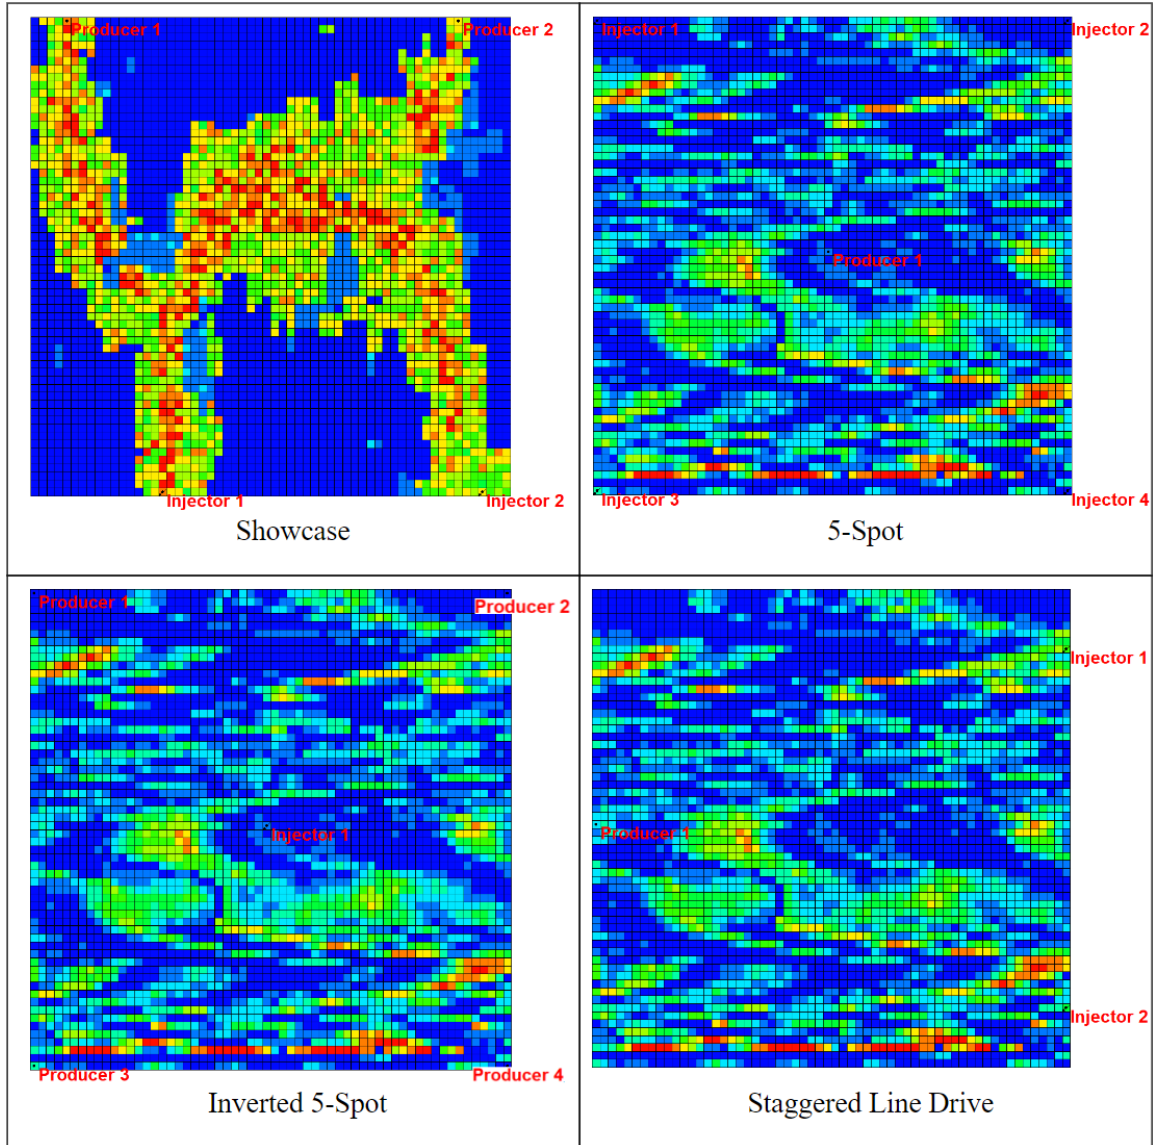 Producer 1
Producer 2
Injector 1
Injector 2
Showcase
Injector 1
Injector 2
Producer 1
Injector 3
Injector 4
5-Spot
Producer 1
Producer 2
Injector 1
Producer 3
Producer 4
Inverted 5-Spot
Injector 1
Producer 1
Injector 2
Staggered Line Drive